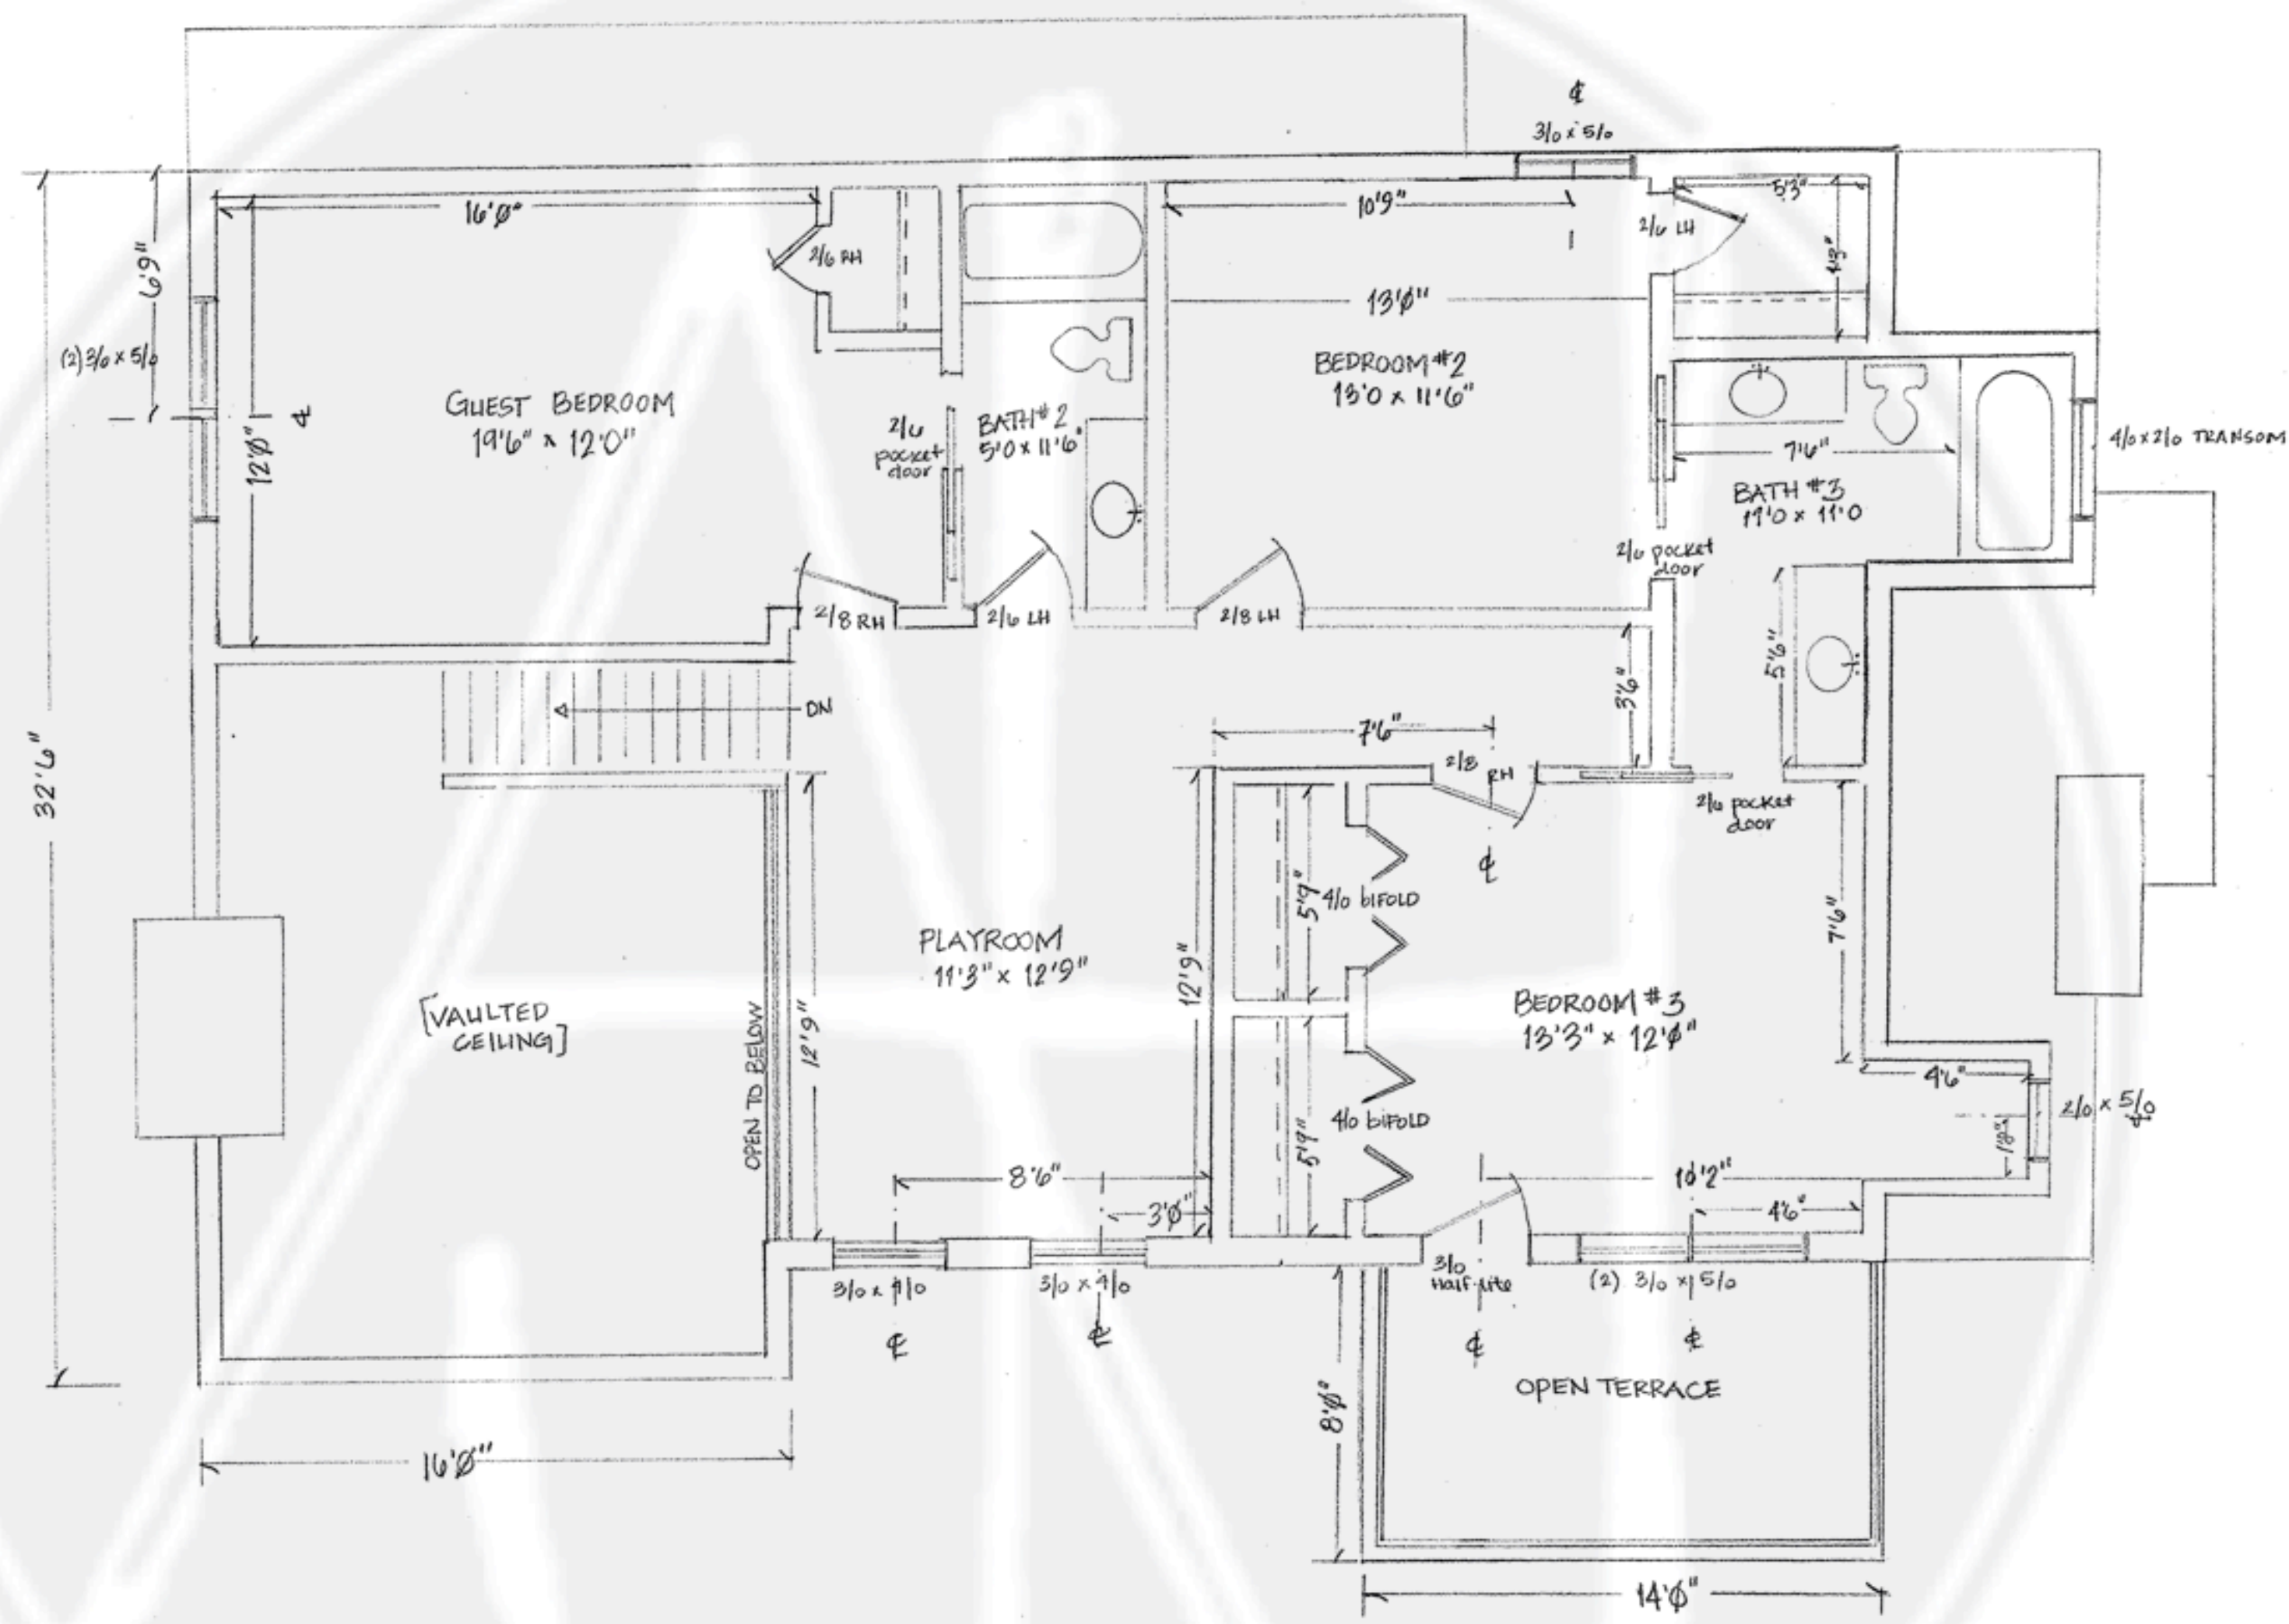 ℄
3/0 x 5/0
16'0"
10'9"
5'3"
2/6 LH
6'9"
2/6 RH
4'3"
13'0"
(2) 3/0 x 5/0
℄
12'0"
GUEST BEDROOM
19'6" x 12'0"
2/6
pocket
door
BATH #2
5'0 x 11'6"
BEDROOM #2
13'0 x 11'6"
7'6"
4/0 x 2/0 TRANSOM
BATH #3
11'0 x 11'0
2/6 pocket
door
2/8 RH
2/6 LH
2/8 LH
5'6"
3'6"
DN
32'6"
7'6"
2/8
RH
2/6 pocket
door
℄
5'9"
4/0 biFOLD
7'6"
PLAYROOM
11'3" x 12'9"
12'9"
[VAULTED
CEILING]
OPEN TO BELOW
12'9"
BEDROOM #3
13'3" x 12'0"
4'6"
2/0 x 5/0
℄
4/0 biFOLD
5'9"
8'6"
3'0"
10'2"
4'6"
3/0 x 4/0
3/0 x 4/0
3/0
Half-lite
(2) 3/0 x 5/0
℄
℄
℄
℄
OPEN TERRACE
8'0"
16'0"
14'0"